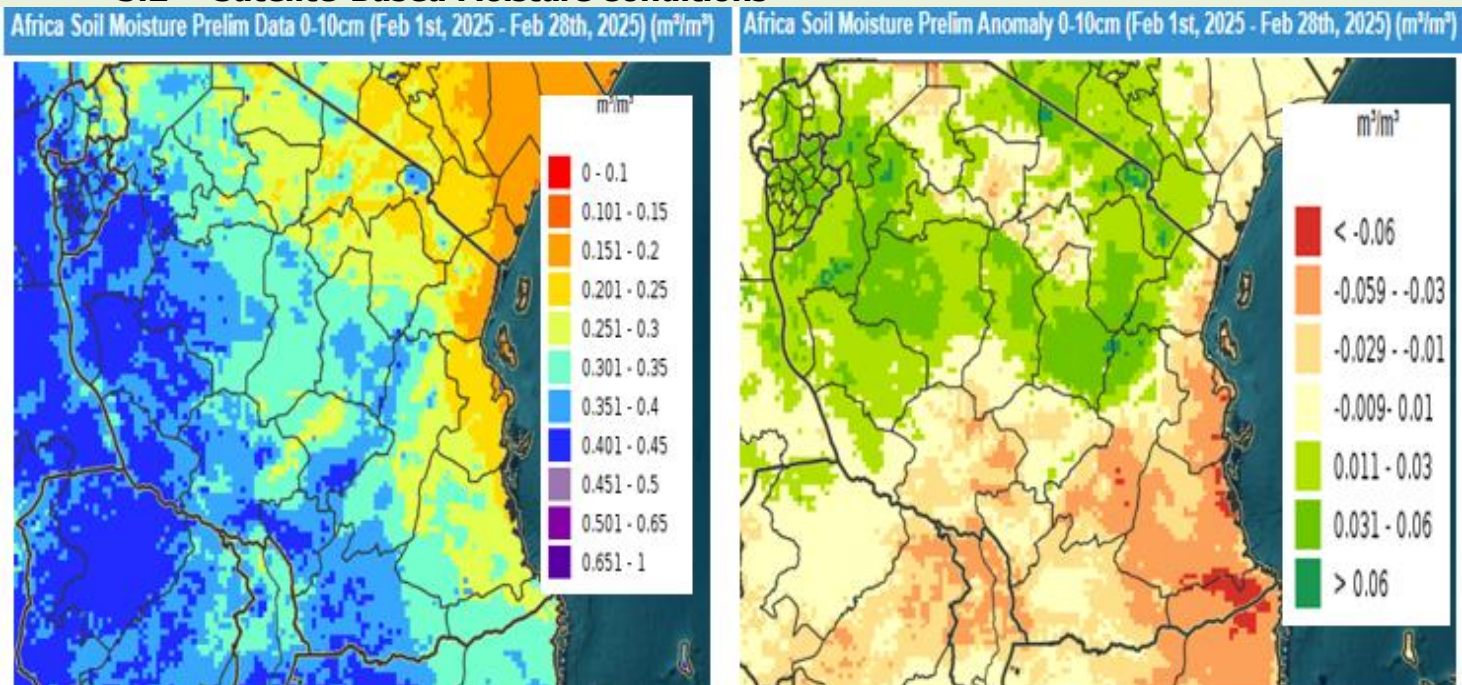 Satellite-Based Moisture Conditions
Africa Soil Moisture Prelim Data 0-10cm (Feb 1st, 2025 - Feb 28th, 2025) (m³/m³)
m³/m³
0 - 0.1
0.101 - 0.15
0.151 - 0.2
0.201 - 0.25
0.251 - 0.3
0.301 - 0.35
0.351 - 0.4
0.401 - 0.45
0.451 - 0.5
0.501 - 0.65
0.651 - 1
Africa Soil Moisture Prelim Anomaly 0-10cm (Feb 1st, 2025 - Feb 28th, 2025) (m³/m³)
m³/m³
< -0.06
-0.059 - -0.03
-0.029 - -0.01
-0.009- 0.01
0.011 - 0.03
0.031 - 0.06
> 0.06